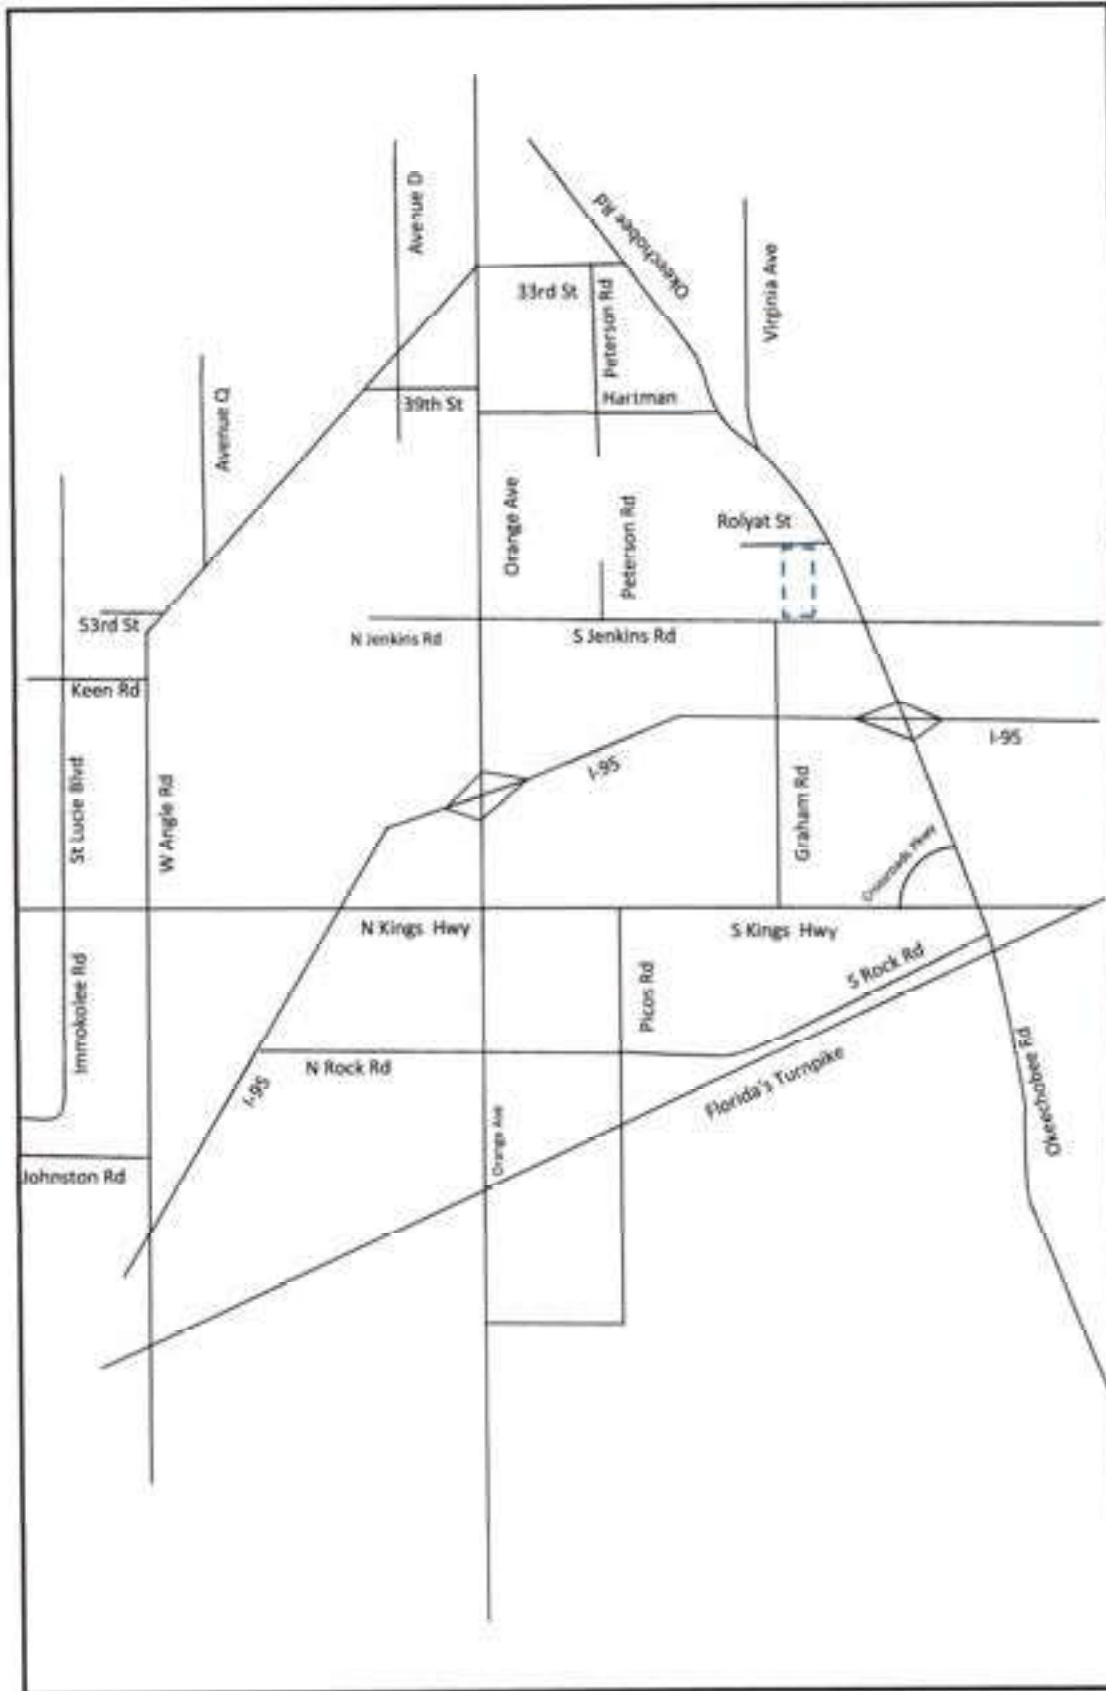 Avenue D
Okeechobee Rd
Virginia Ave
33rd St
Peterson Rd
Avenue Q
39th St
Hartman
Orange Ave
Peterson Rd
Rolyat St
53rd St
N Jenkins Rd
S Jenkins Rd
Keen Rd
St Lucie Blvd
W Angle Rd
I-95
I-95
Graham Rd
Crossroads Pkwy
N Kings Hwy
S Kings Hwy
Immokolee Rd
Picos Rd
S Rock Rd
N Rock Rd
I-95
Florida's Turnpike
Okeechobee Rd
Orange Ave
Johnston Rd